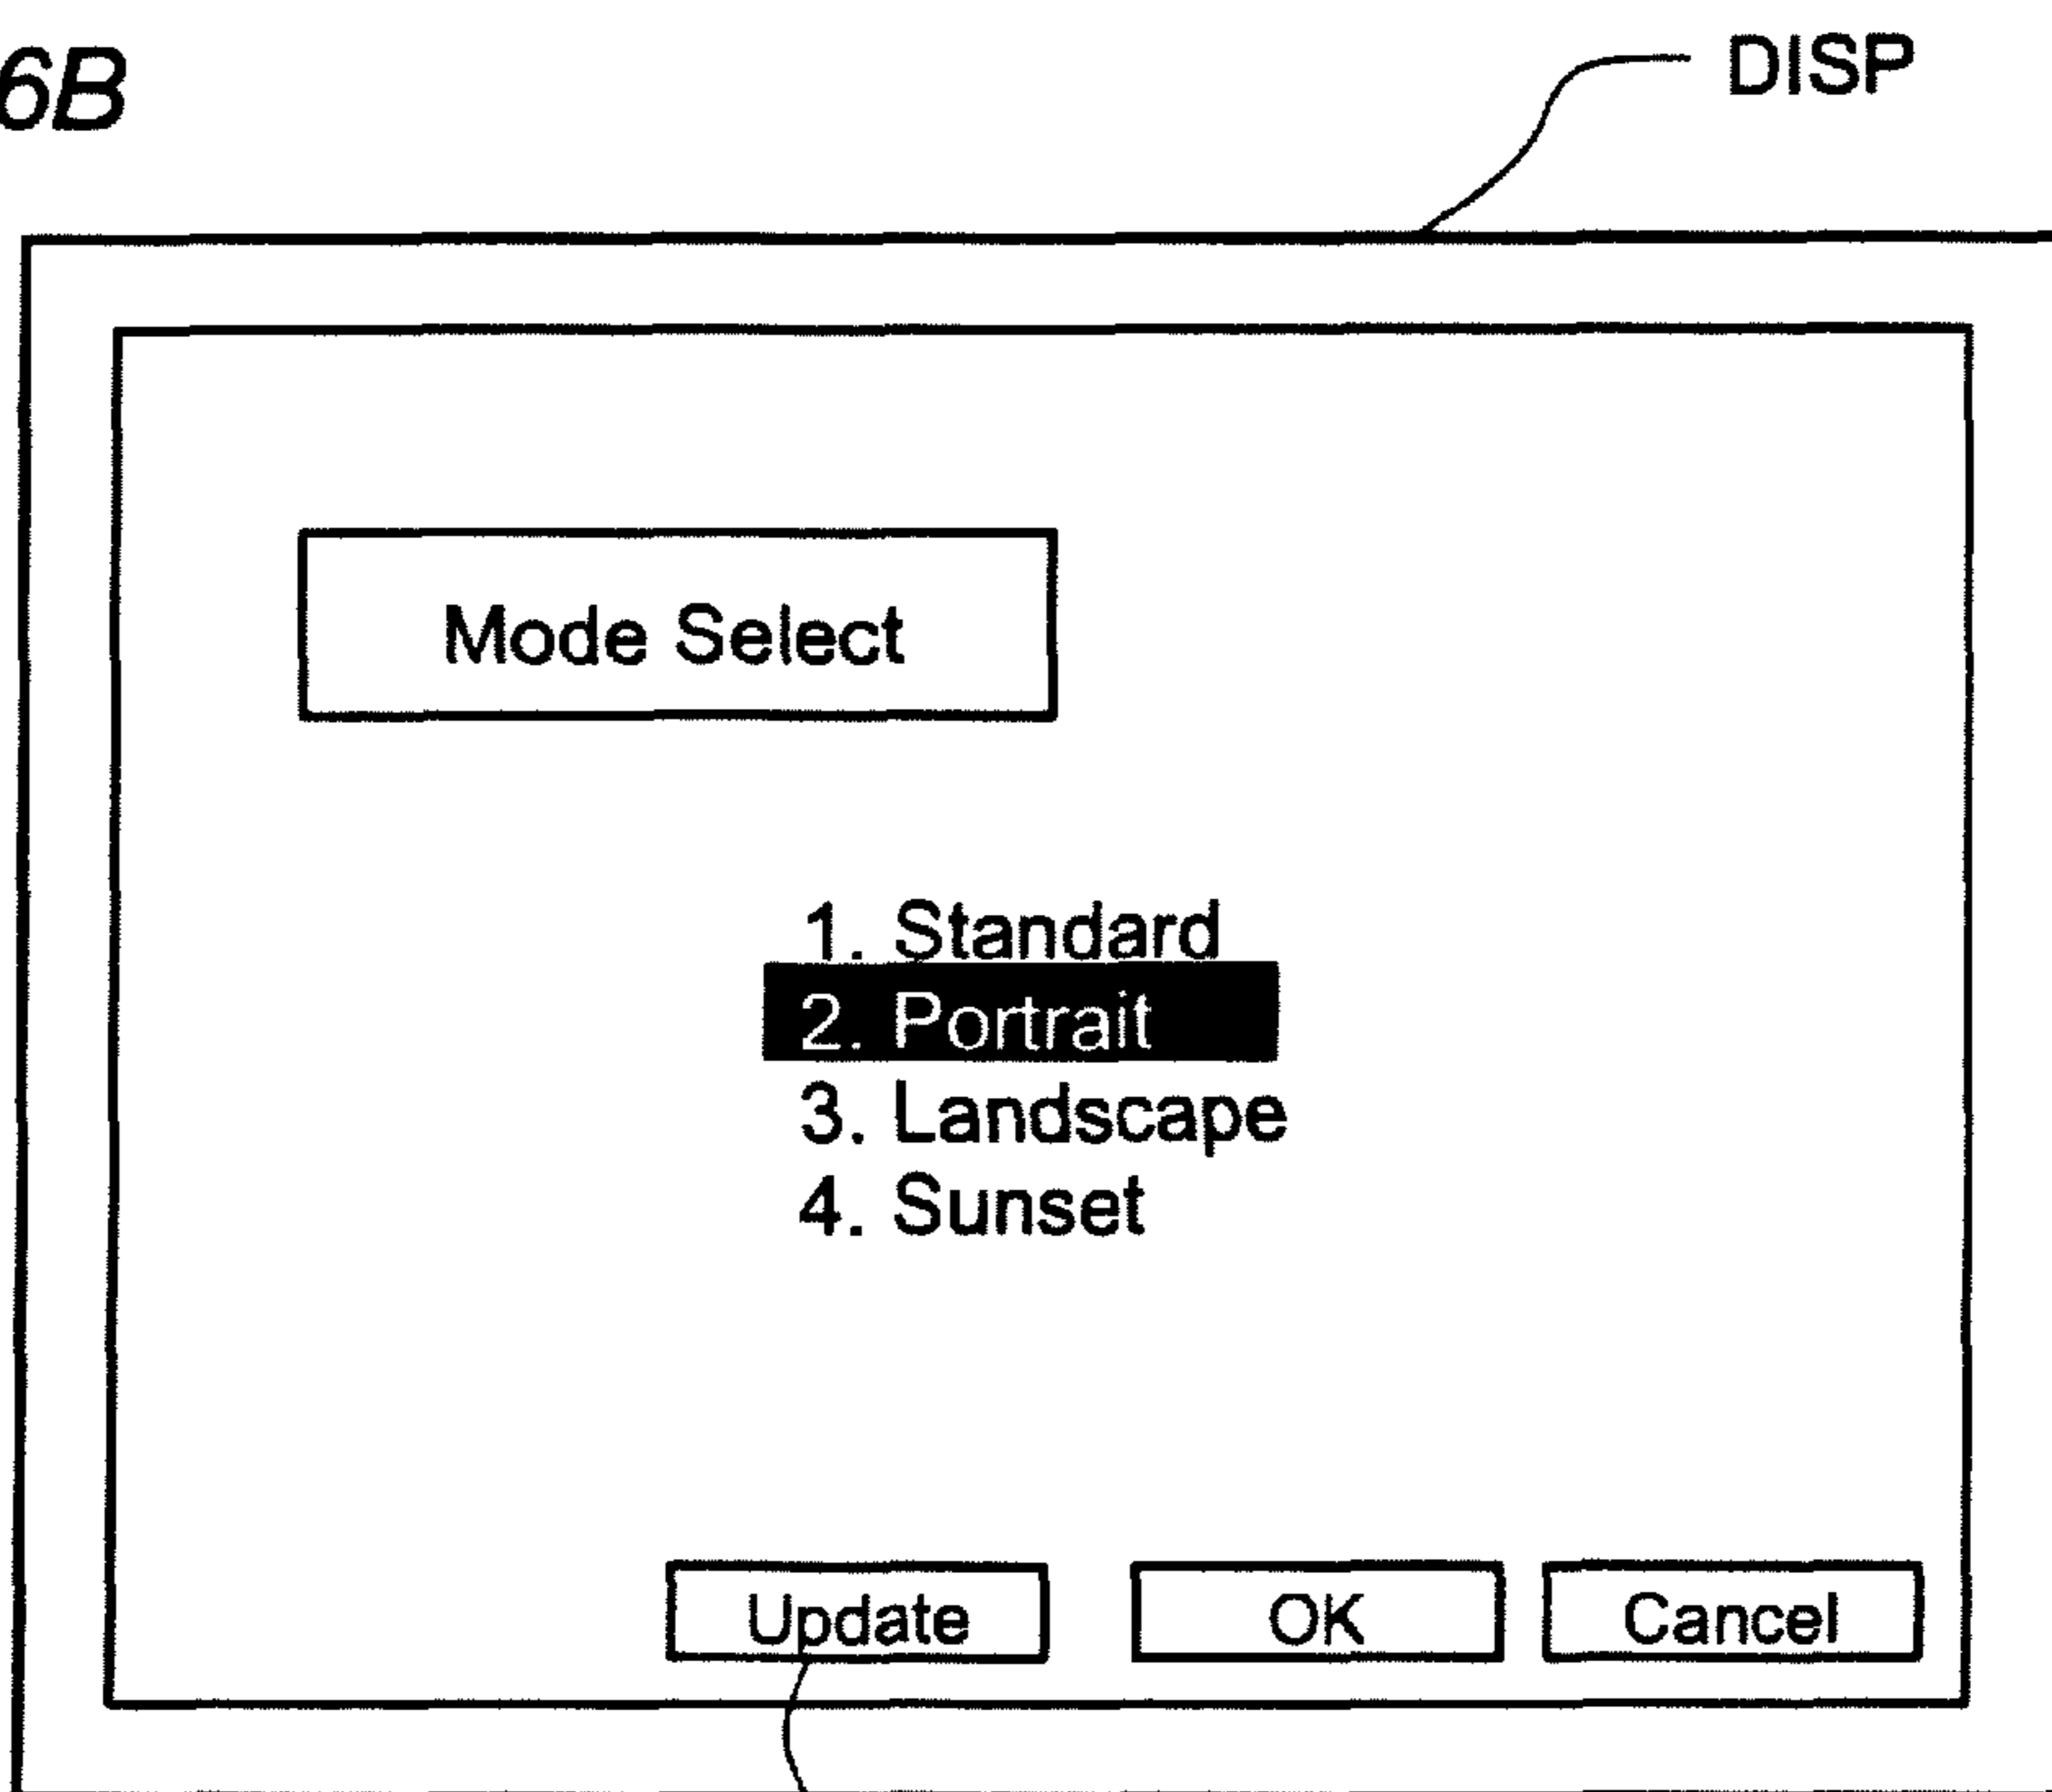 6B
DISP
Mode Select
1. Standard
2. Portrait
3. Landscape
4. Sunset
Update OK Cancel